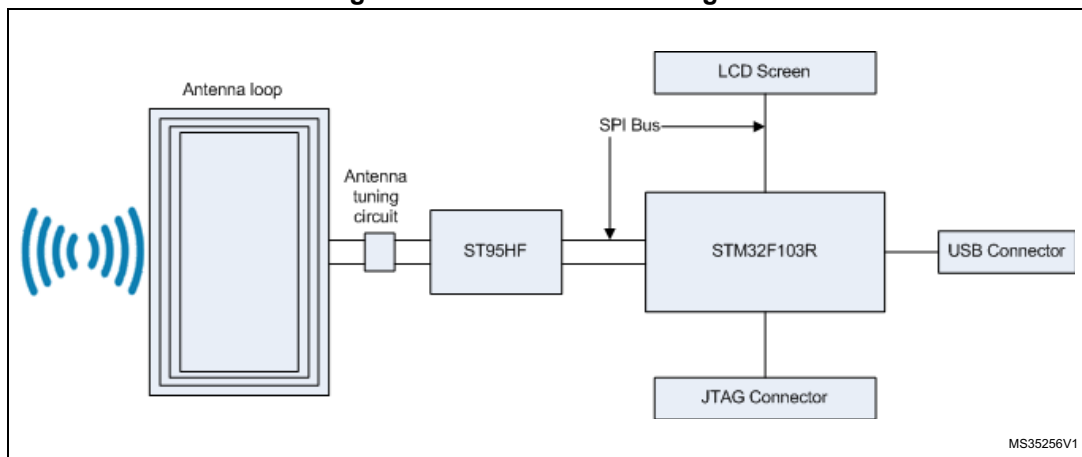 LCD Screen
Antenna loop
SPI Bus
Antenna
tuning
circuit
ST95HF
STM32F103R
USB Connector
JTAG Connector
MS35256V1